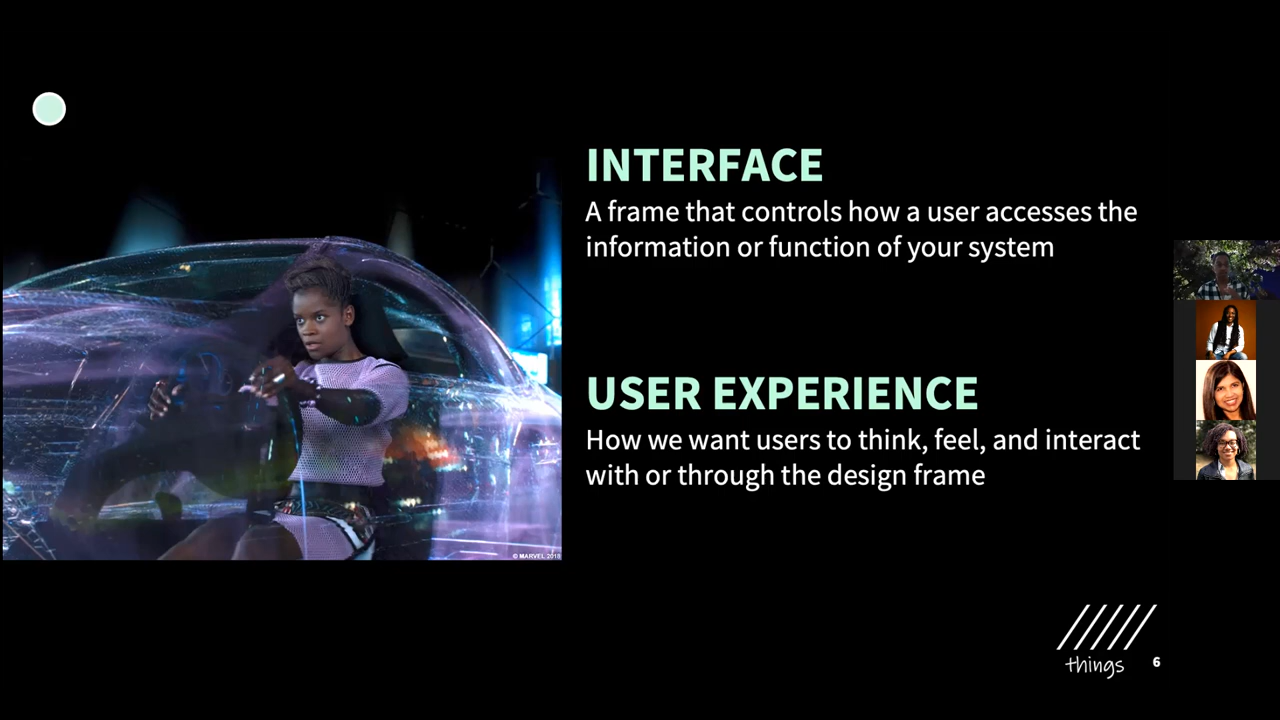 INTERFACE
A frame that controls how a user accesses the
information or function of your system
USER EXPERIENCE
How we want users to think, feel, and interact
with or through the design frame
© MARVEL 2018
things
6